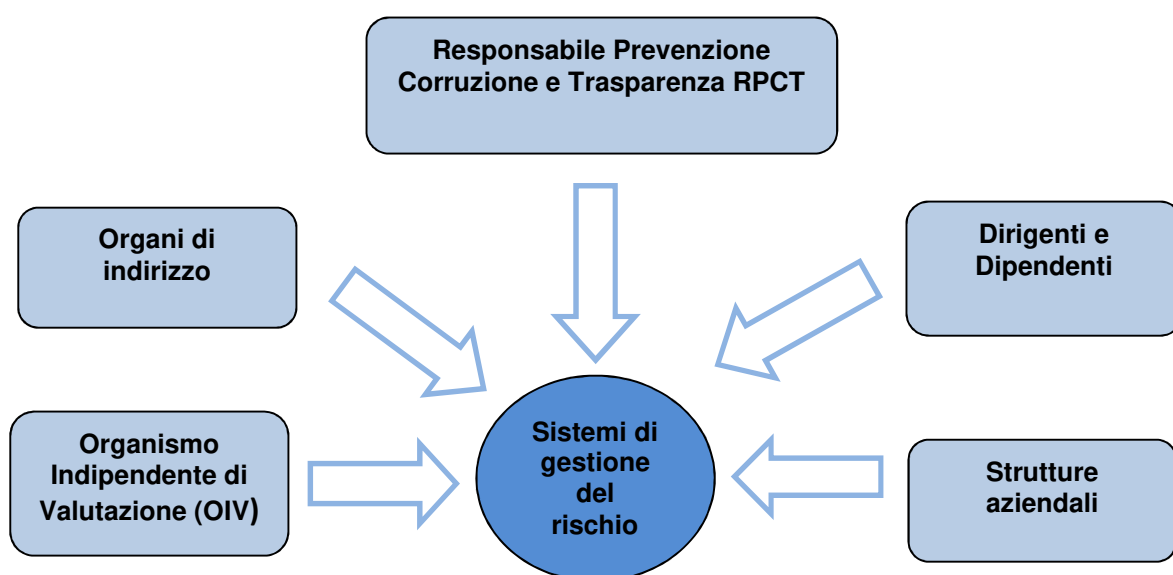 Responsabile Prevenzione
Corruzione e Trasparenza RPCT
Organi di
indirizzo
Dirigenti e
Dipendenti
Organismo
Indipendente di
Valutazione (OIV)
Sistemi di
gestione
del
rischio
Strutture
aziendali